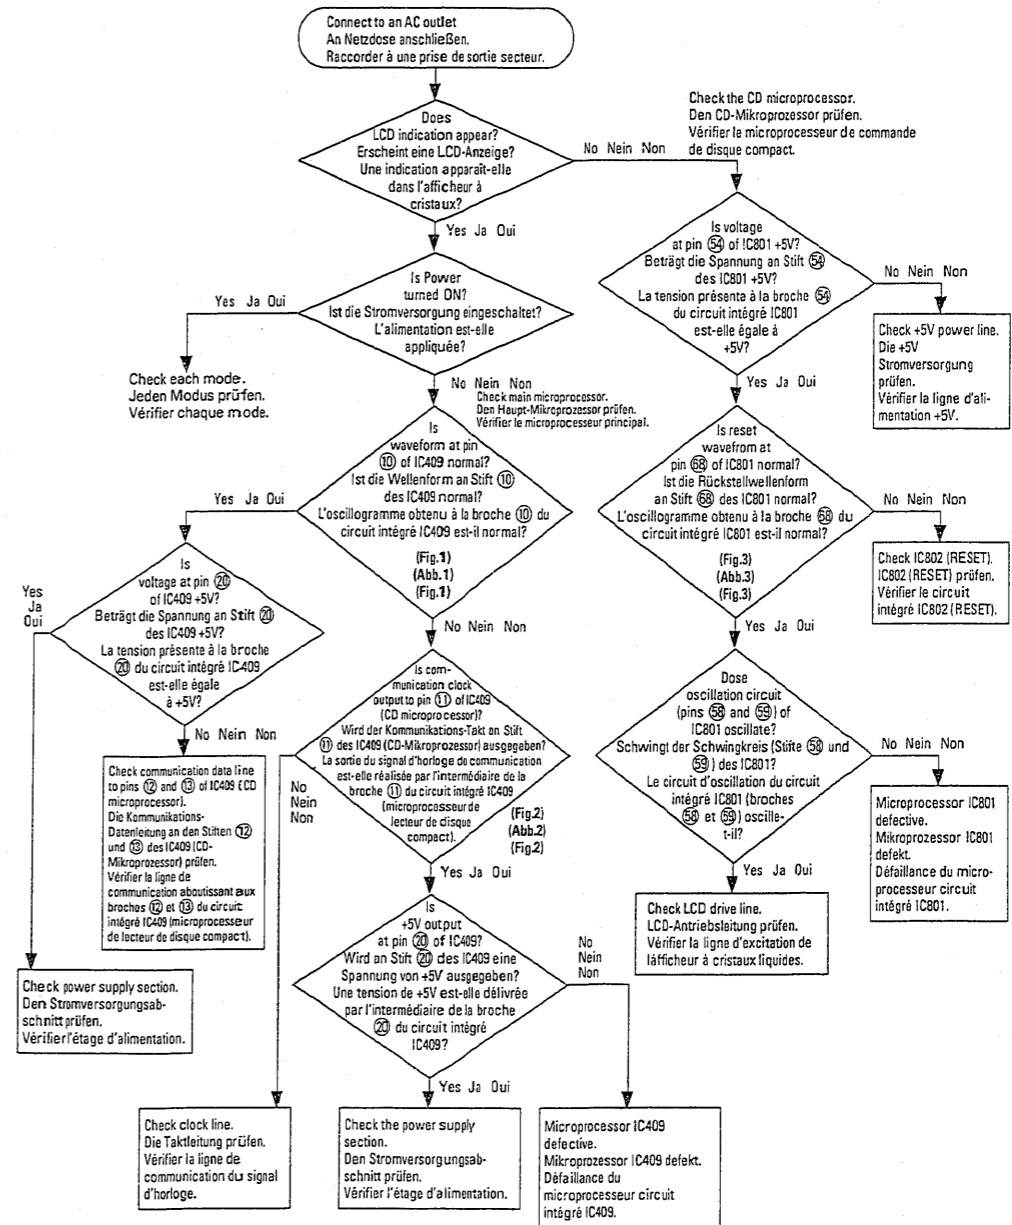 Connect to an AC outlet
An Netzdose anschließen.
Raccorder à une prise de sortie secteur.
Does
LCD indication appear?
Erscheint eine LCD-Anzeige?
Une indication apparaît-elle
dans l'afficheur à
cristaux?
No Nein Non
Check the CD microprocessor.
Den CD-Mikroprozessor prüfen.
Vérifier le microprocesseur de commande
de disque compact.
Yes Ja Oui
Is voltage
at pin 54 of IC801 +5V?
Beträgt die Spannung an Stift 54
des IC801 +5V?
La tension présente à la broche 54
du circuit intégré IC801
est-elle égale à
+5V?
No Nein Non
Check +5V power line.
Die +5V
Stromversorgung
prüfen.
Vérifier la ligne d'ali-
mentation +5V.
Yes Ja Oui
Is Power
turned ON?
Ist die Stromversorgung eingeschaltet?
L'alimentation est-elle
appliquée?
Yes Ja Oui
Check each mode.
Jeden Modus prüfen.
Vérifier chaque mode.
No Nein Non
Check main microprocessor.
Den Haupt-Mikroprozessor prüfen.
Vérifier le microprocesseur principal.
Is
waveform at pin
⑩ of IC409 normal?
Ist die Wellenform an Stift ⑩
des IC409 normal?
L'oscillogramme obtenu à la broche ⑩ du
circuit intégré IC409 est-il normal?
(Fig.1)
(Abb.1)
(Fig.1)
Yes Ja Oui
No Nein Non
Is reset
wavefrom at
pin 68 of IC801 normal?
Ist die Rückstellwellenform
an Stift 68 des IC801 normal?
L'oscillogramme obtenu à la broche 68 du
circuit intégré IC801 est-il normal?
(Fig.3)
(Abb.3)
(Fig.3)
No Nein Non
Check IC802 (RESET).
IC802 (RESET) prüfen.
Vérifier le circuit
intégré IC802 (RESET).
Yes Ja Oui
Is
voltage at pin ⑳
of IC409 +5V?
Beträgt die Spannung an Stift ⑳
des IC409 +5V?
La tension présente à la broche
⑳ du circuit intégré IC409
est-elle égale
à +5V?
Yes
Ja
Oui
No Nein Non
Check communication data line
to pins ⑫ and ⑬ of IC409 (CD
microprocessor).
Die Kommunikations-
Datenleitung an den Stiften ⑫
und ⑬ des IC409 (CD-
Mikroprozessor) prüfen.
Vérifier la ligne de
communication aboutissant aux
broches ⑫ et ⑬ du circuit
intégré IC409 (microprocesseur
de lecteur de disque compact).
Check power supply section.
Den Stromversorgungsab-
schnitt prüfen.
Vérifier l'étage d'alimentation.
Is com-
munication clock
output to pin ⑪ of IC409
(CD microprocessor)?
Wird der Kommunikations-Takt an Stift
⑪ des IC409 (CD-Mikroprozessor) ausgegeben?
La sortie du signal d'horloge de communication
est-elle réalisée par l'intermédiaire de la
broche ⑪ du circuit intégré IC409
(microprocesseur de
lecteur de disque
compact).
(Fig.2)
(Abb.2)
(Fig.2)
No
Nein
Non
Yes Ja Oui
Dose
oscillation circuit
(pins 58 and 59) of
IC801 oscillate?
Schwingt der Schwingkreis (Stifte 58 und
59) des IC801?
Le circuit d'oscillation du circuit
intégré IC801 (broches
58 et 59) oscille-
t-il?
No Nein Non
Microprocessor IC801
defective.
Mikroprozessor IC801
defekt.
Défaillance du micro-
processeur circuit
intégré IC801.
Yes Ja Oui
Check LCD drive line.
LCD-Antriebsleitung prüfen.
Vérifier la ligne d'excitation de
láfficheur à cristaux liquides.
Is
+5V output
at pin ⑳ of IC409?
Wird an Stift ⑳ des IC409 eine
Spannung von +5V ausgegeben?
Une tension de +5V est-elle délivrée
par l'intermédiaire de la broche
⑳ du circuit intégré
IC409?
No
Nein
Non
Yes Ja Oui
Check clock line.
Die Taktleitung prüfen.
Vérifier la ligne de
communication du signal
d'horloge.
Check the power supply
section.
Den Stromversorgungsab-
schnitt prüfen.
Vérifier l'étage d'alimentation.
Microprocessor IC409
defective.
Mikroprozessor IC409 defekt.
Défaillance du
microprocesseur circuit
intégré IC409.